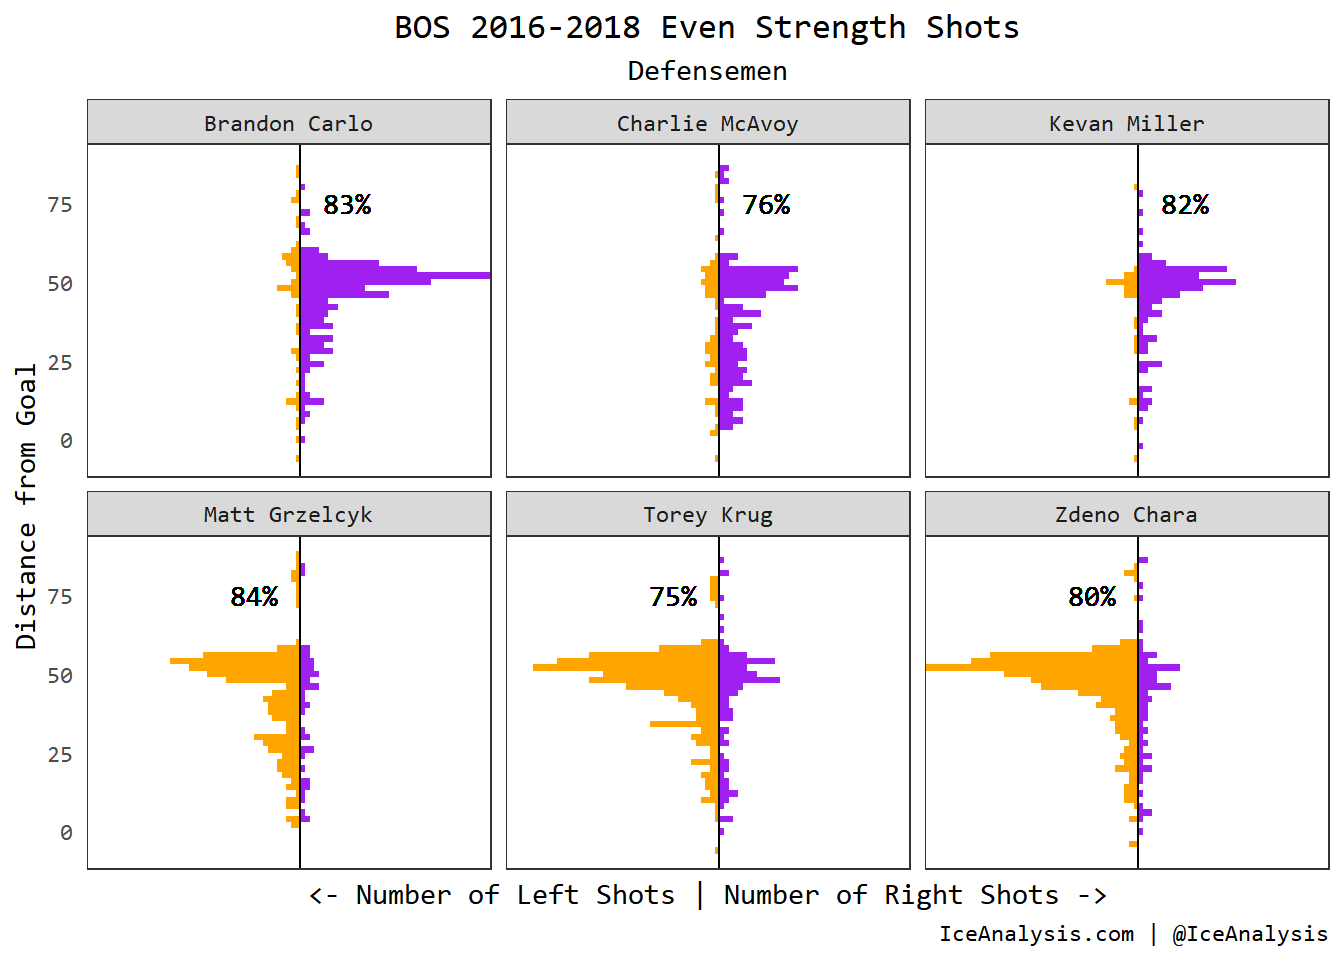 BOS 2016-2018 Even Strength Shots
Defensemen
Brandon Carlo
Charlie McAvoy
Kevan Miller
83%
76%
82%
75
50
25
0
Matt Grzelcyk
Torey Krug
Zdeno Chara
84%
75%
80%
75
50
25
0
Distance from Goal
<- Number of Left Shots | Number of Right Shots ->
IceAnalysis.com | @IceAnalysis